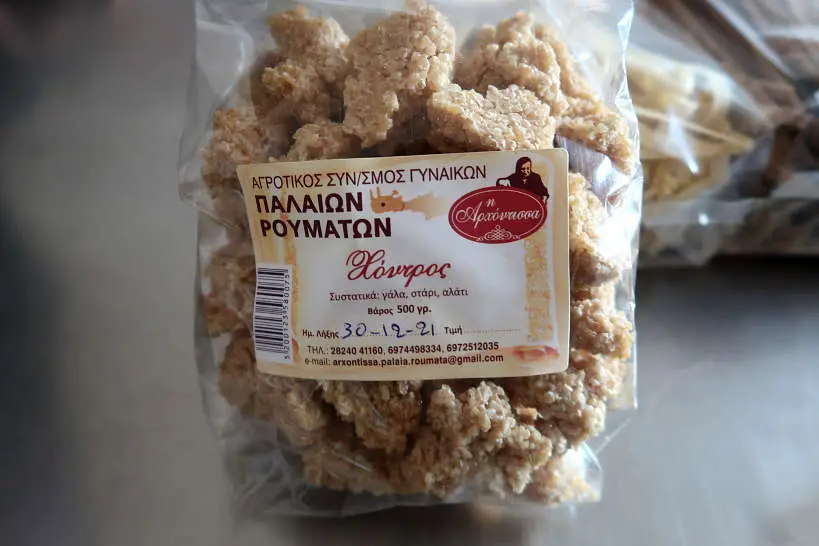 ΑΓΡΟΤΙΚΟΣ ΣΥΝ/ΣΜΟΣ ΓΥΝΑΙΚΩΝ
ΠΑΛΑΙΩΝ
ΡΟΥΜΑΤΩΝ
η
Αρχόντισσα
Χόντρος
Συστατικά: γάλα, στάρι, αλάτι
Βάρος 500 γρ.
Ημ. Λήξης 30-12-21 Τιμή ..................
ΤΗΛ.: 28240 41160, 6974498334, 6972512035
e-mail: arxontissa.palaia.roumata@gmail.com
5200123580075